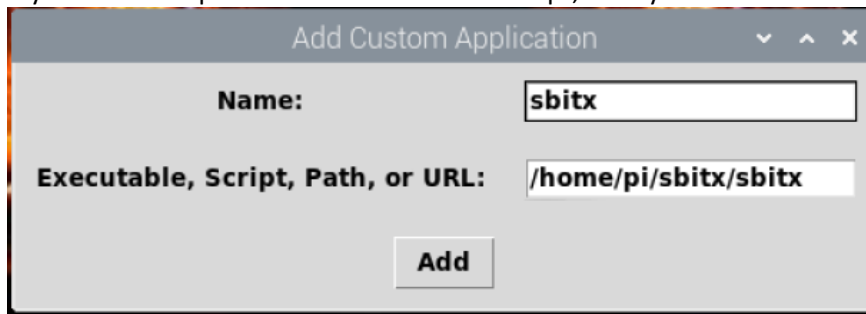 Add Custom Application
Name: sbitx
Executable, Script, Path, or URL: /home/pi/sbitx/sbitx
Add